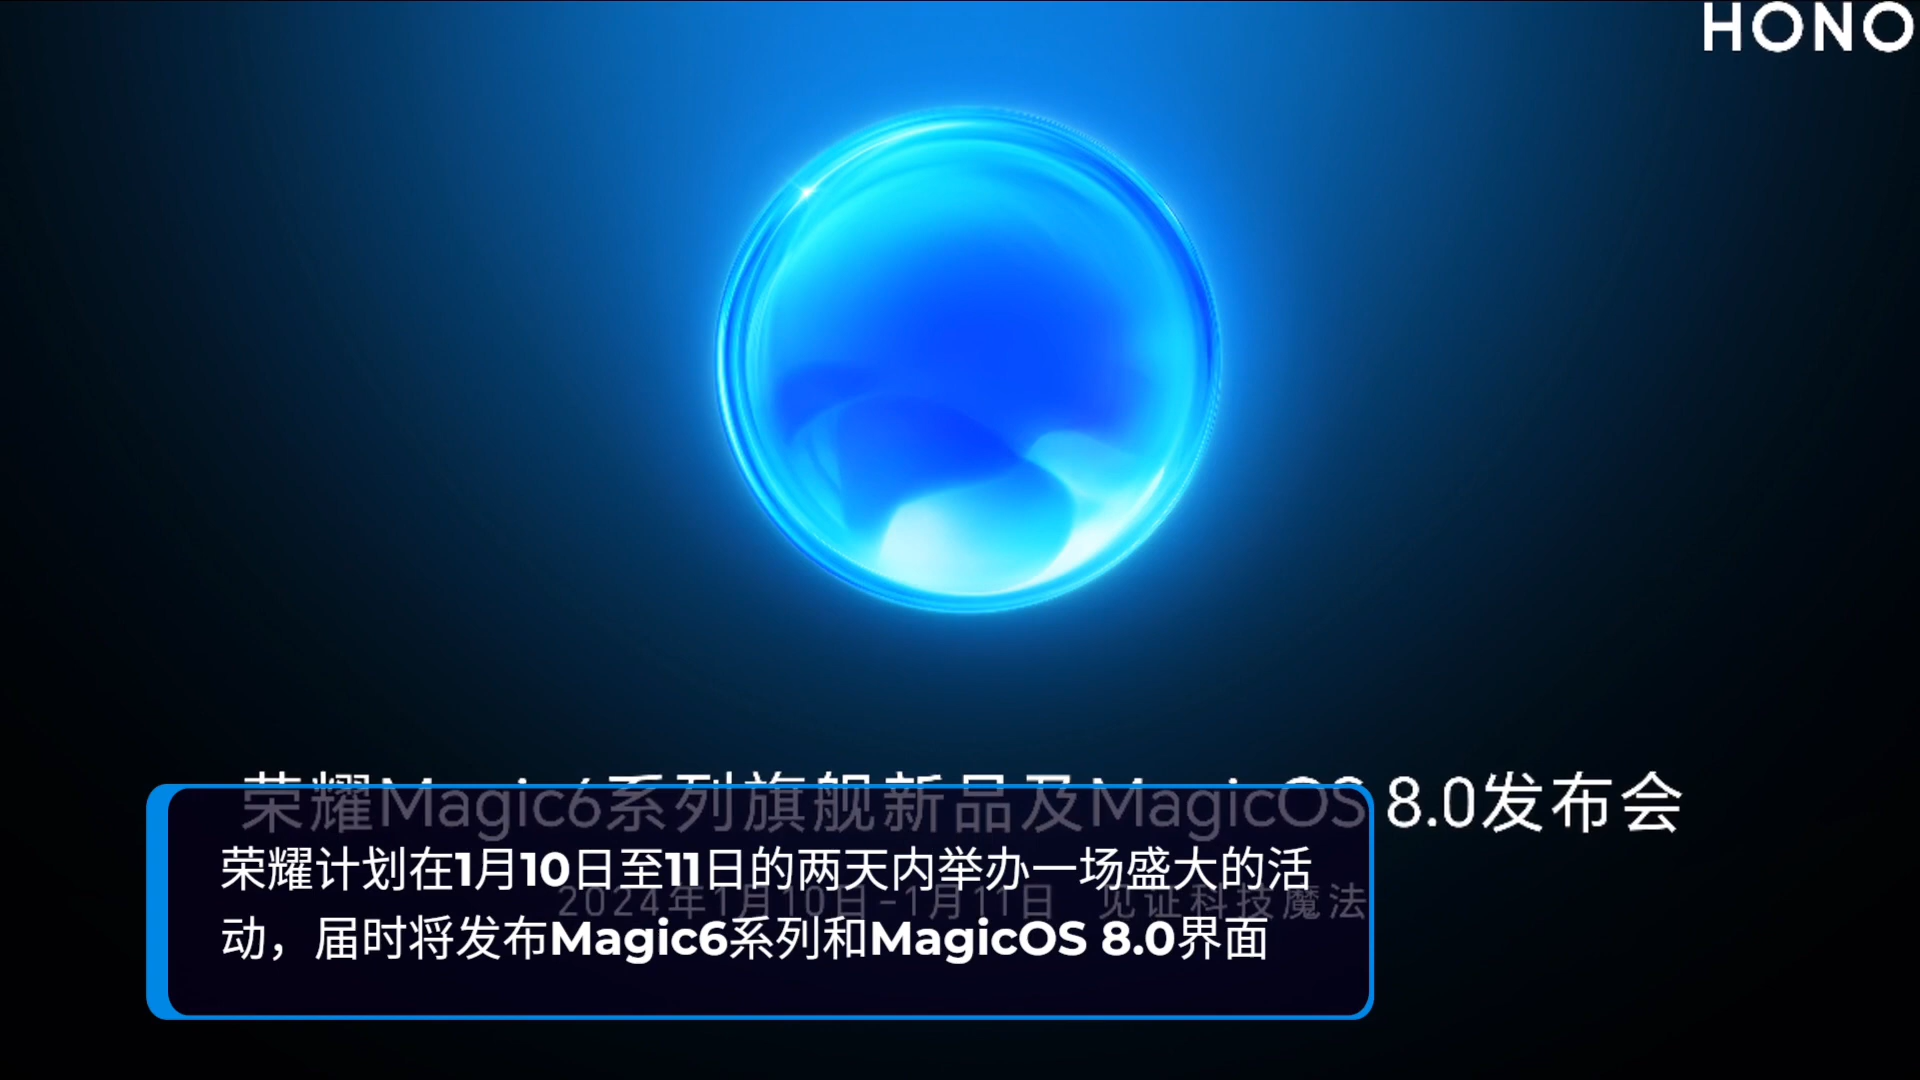 HONO
荣耀Magic6系列旗舰新品及MagicOS 8.0发布会
荣耀计划在1月10日至11日的两天内举办一场盛大的活
2024年1月10日-1月11日 见证科技魔法
动，届时将发布Magic6系列和MagicOS 8.0界面